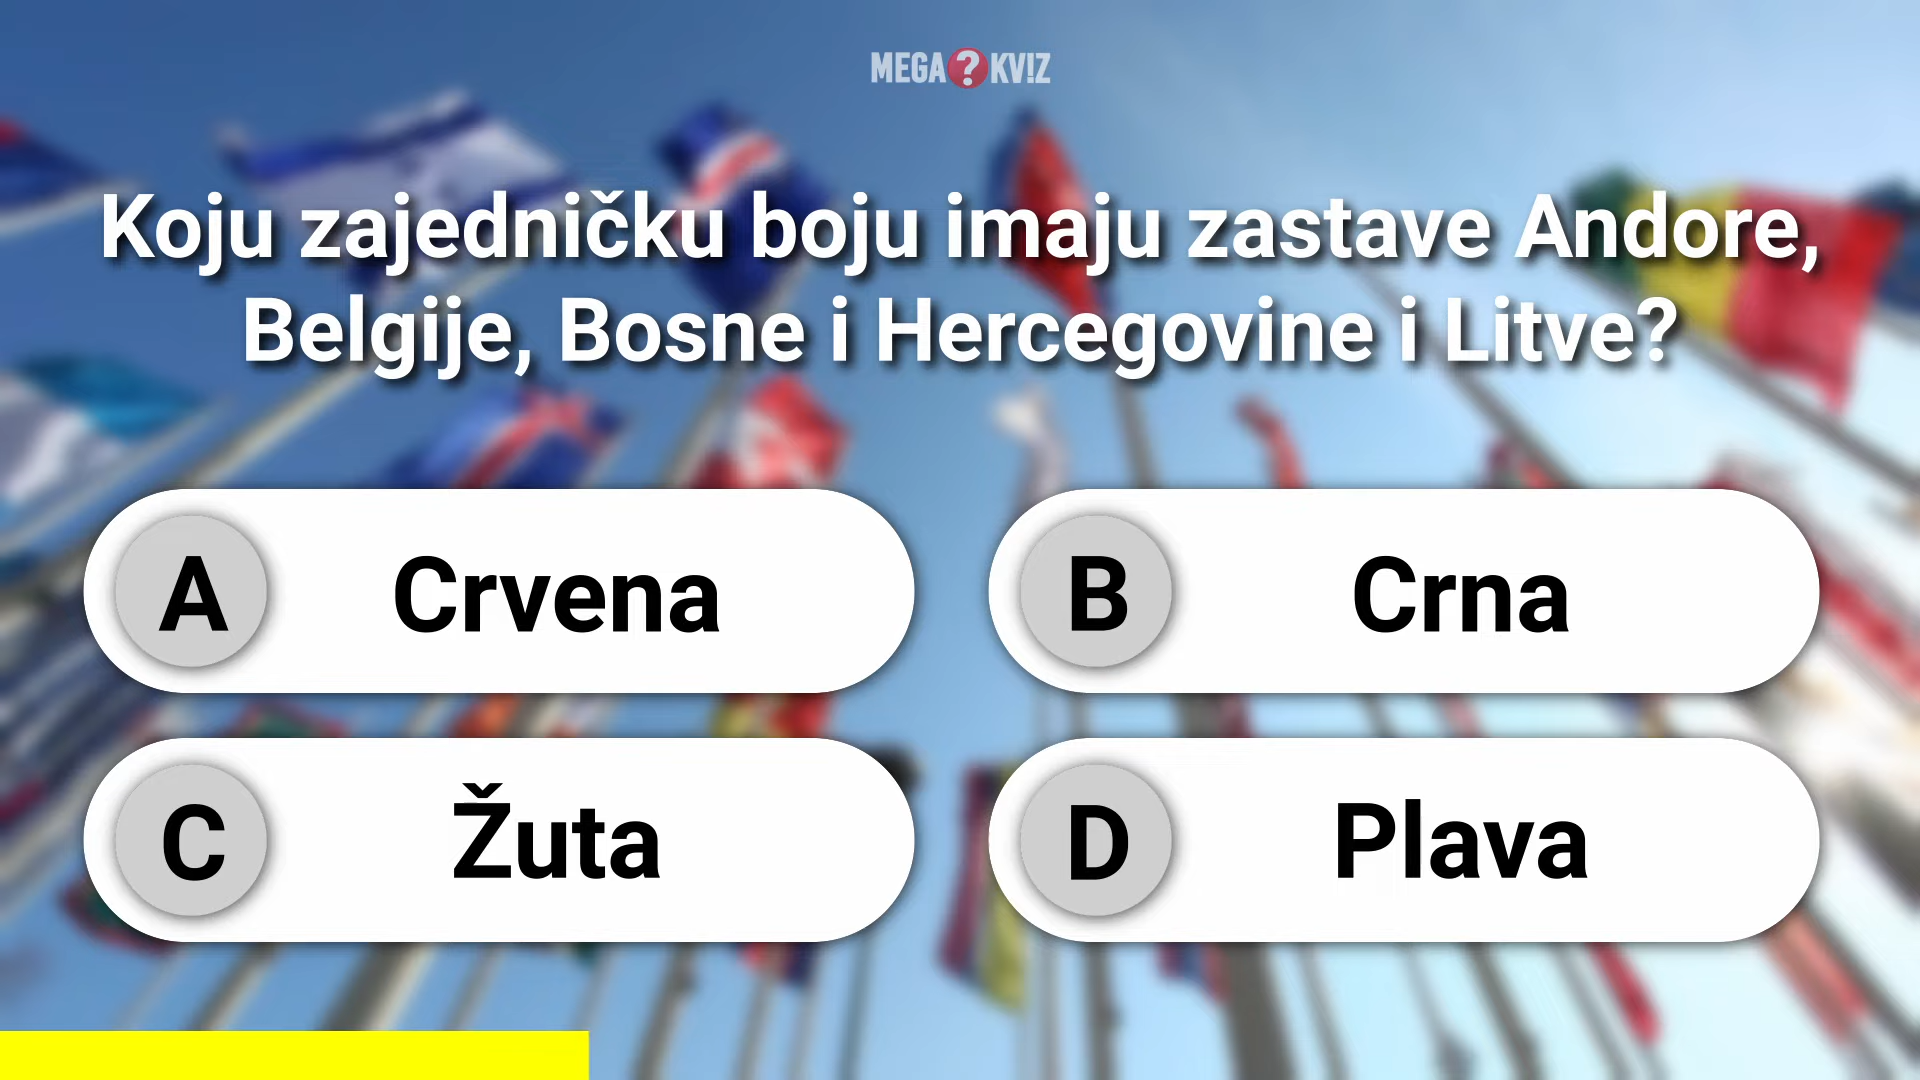 MEGA?KVIZ
Koju zajedničku boju imaju zastave Andore,
Belgije, Bosne i Hercegovine i Litve?
A Crvena
B Crna
C Žuta
D Plava